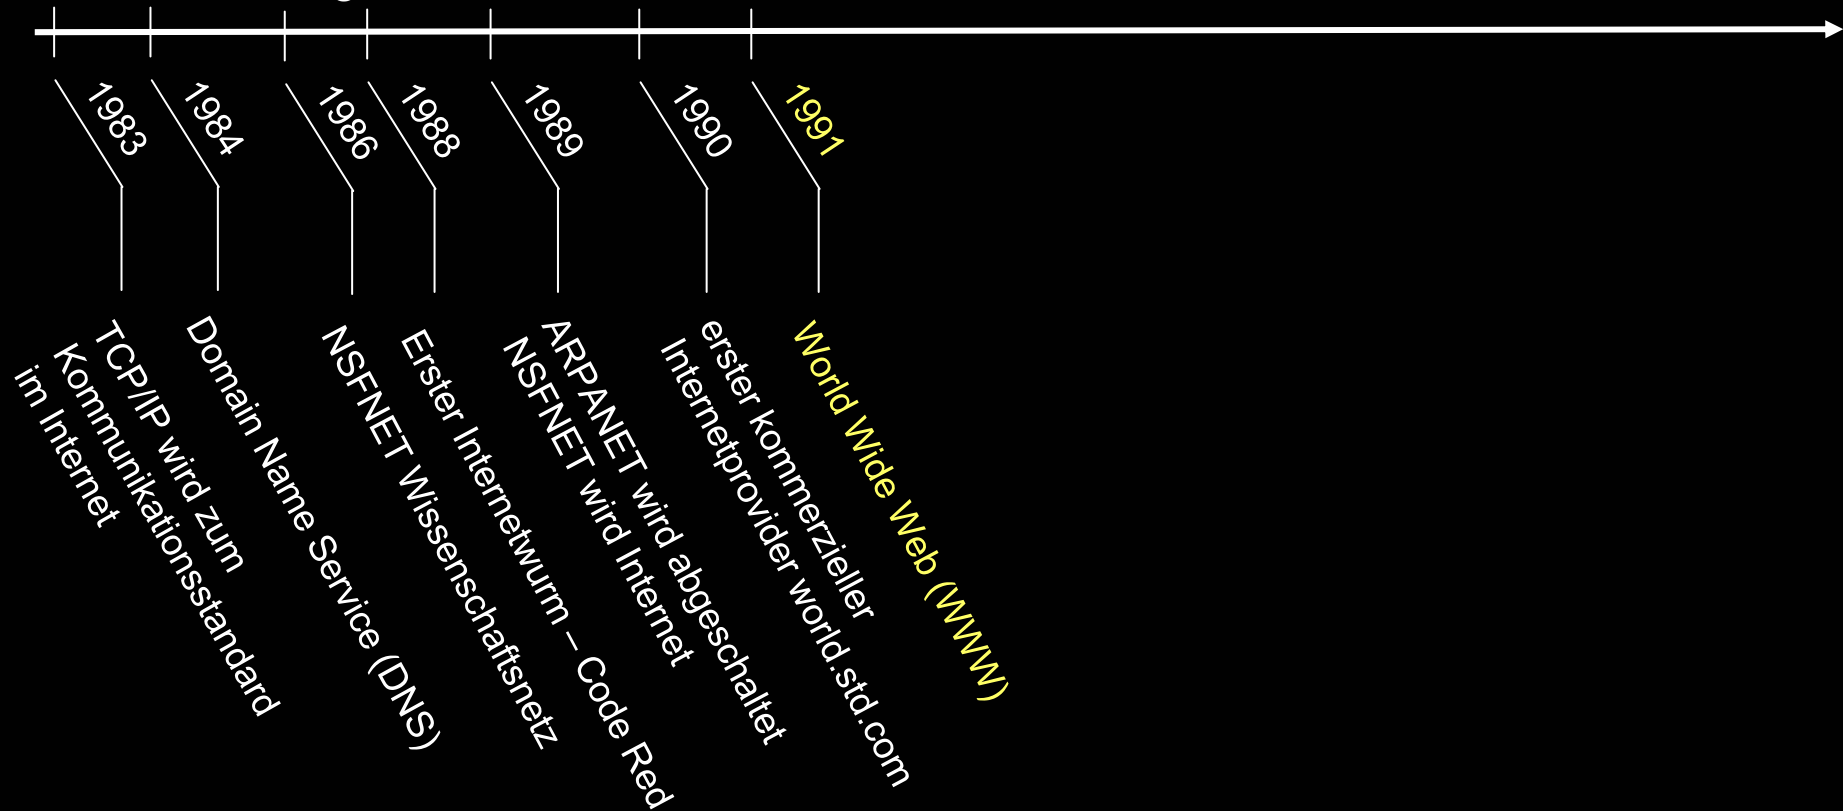 1983
TCP/IP wird zum
Kommunikationsstandard
im Internet
1984
Domain Name Service (DNS)
1986
NSFNET Wissenschaftsnetz
1988
Erster Internetwurm – Code Red
1989
ARPANET wird abgeschaltet
NSFNET wird Internet
1990
erster kommerzieller
Internetprovider world.std.com
1991
World Wide Web (WWW)